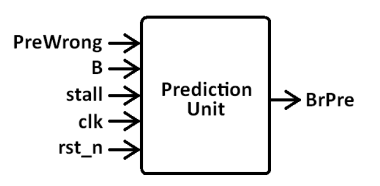 PreWrong
B
stall
clk
rst_n
Prediction
Unit
BrPre